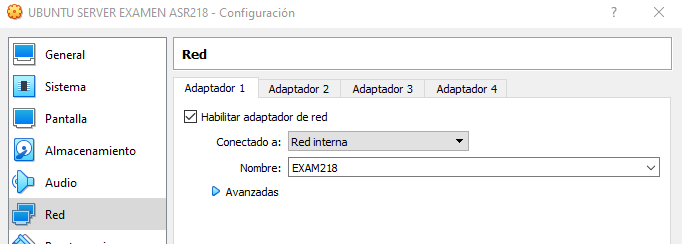 UBUNTU SERVER EXAMEN ASR218 - Configuración
?
General
Sistema
Pantalla
Almacenamiento
Audio
Red
Red
Adaptador 1 Adaptador 2 Adaptador 3 Adaptador 4
Habilitar adaptador de red
Conectado a: Red interna
Nombre: EXAM218
Avanzadas